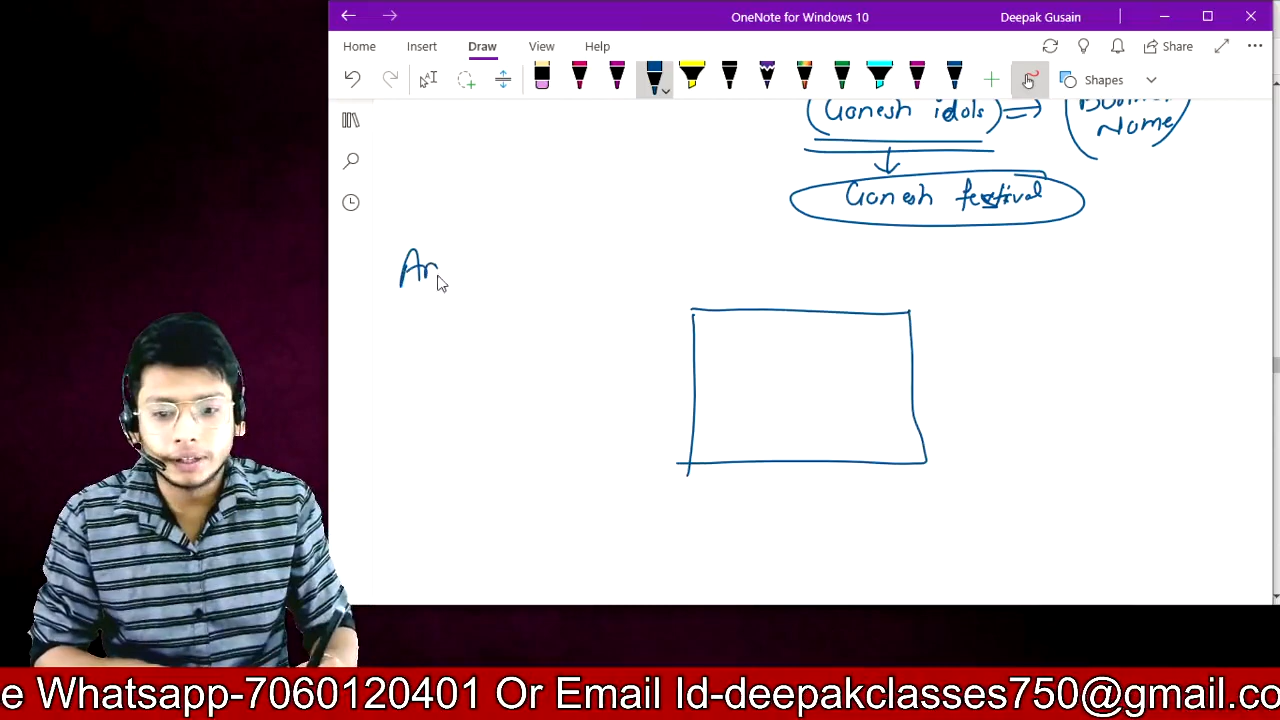 OneNote for Windows 10
Deepak Gusain
Home Insert Draw View Help
Share
Shapes
(Ganesh idols) ⇒
Name
Ganesh festival
Ar
e Whatsapp-7060120401 Or Email Id-deepakclasses750@gmail.co